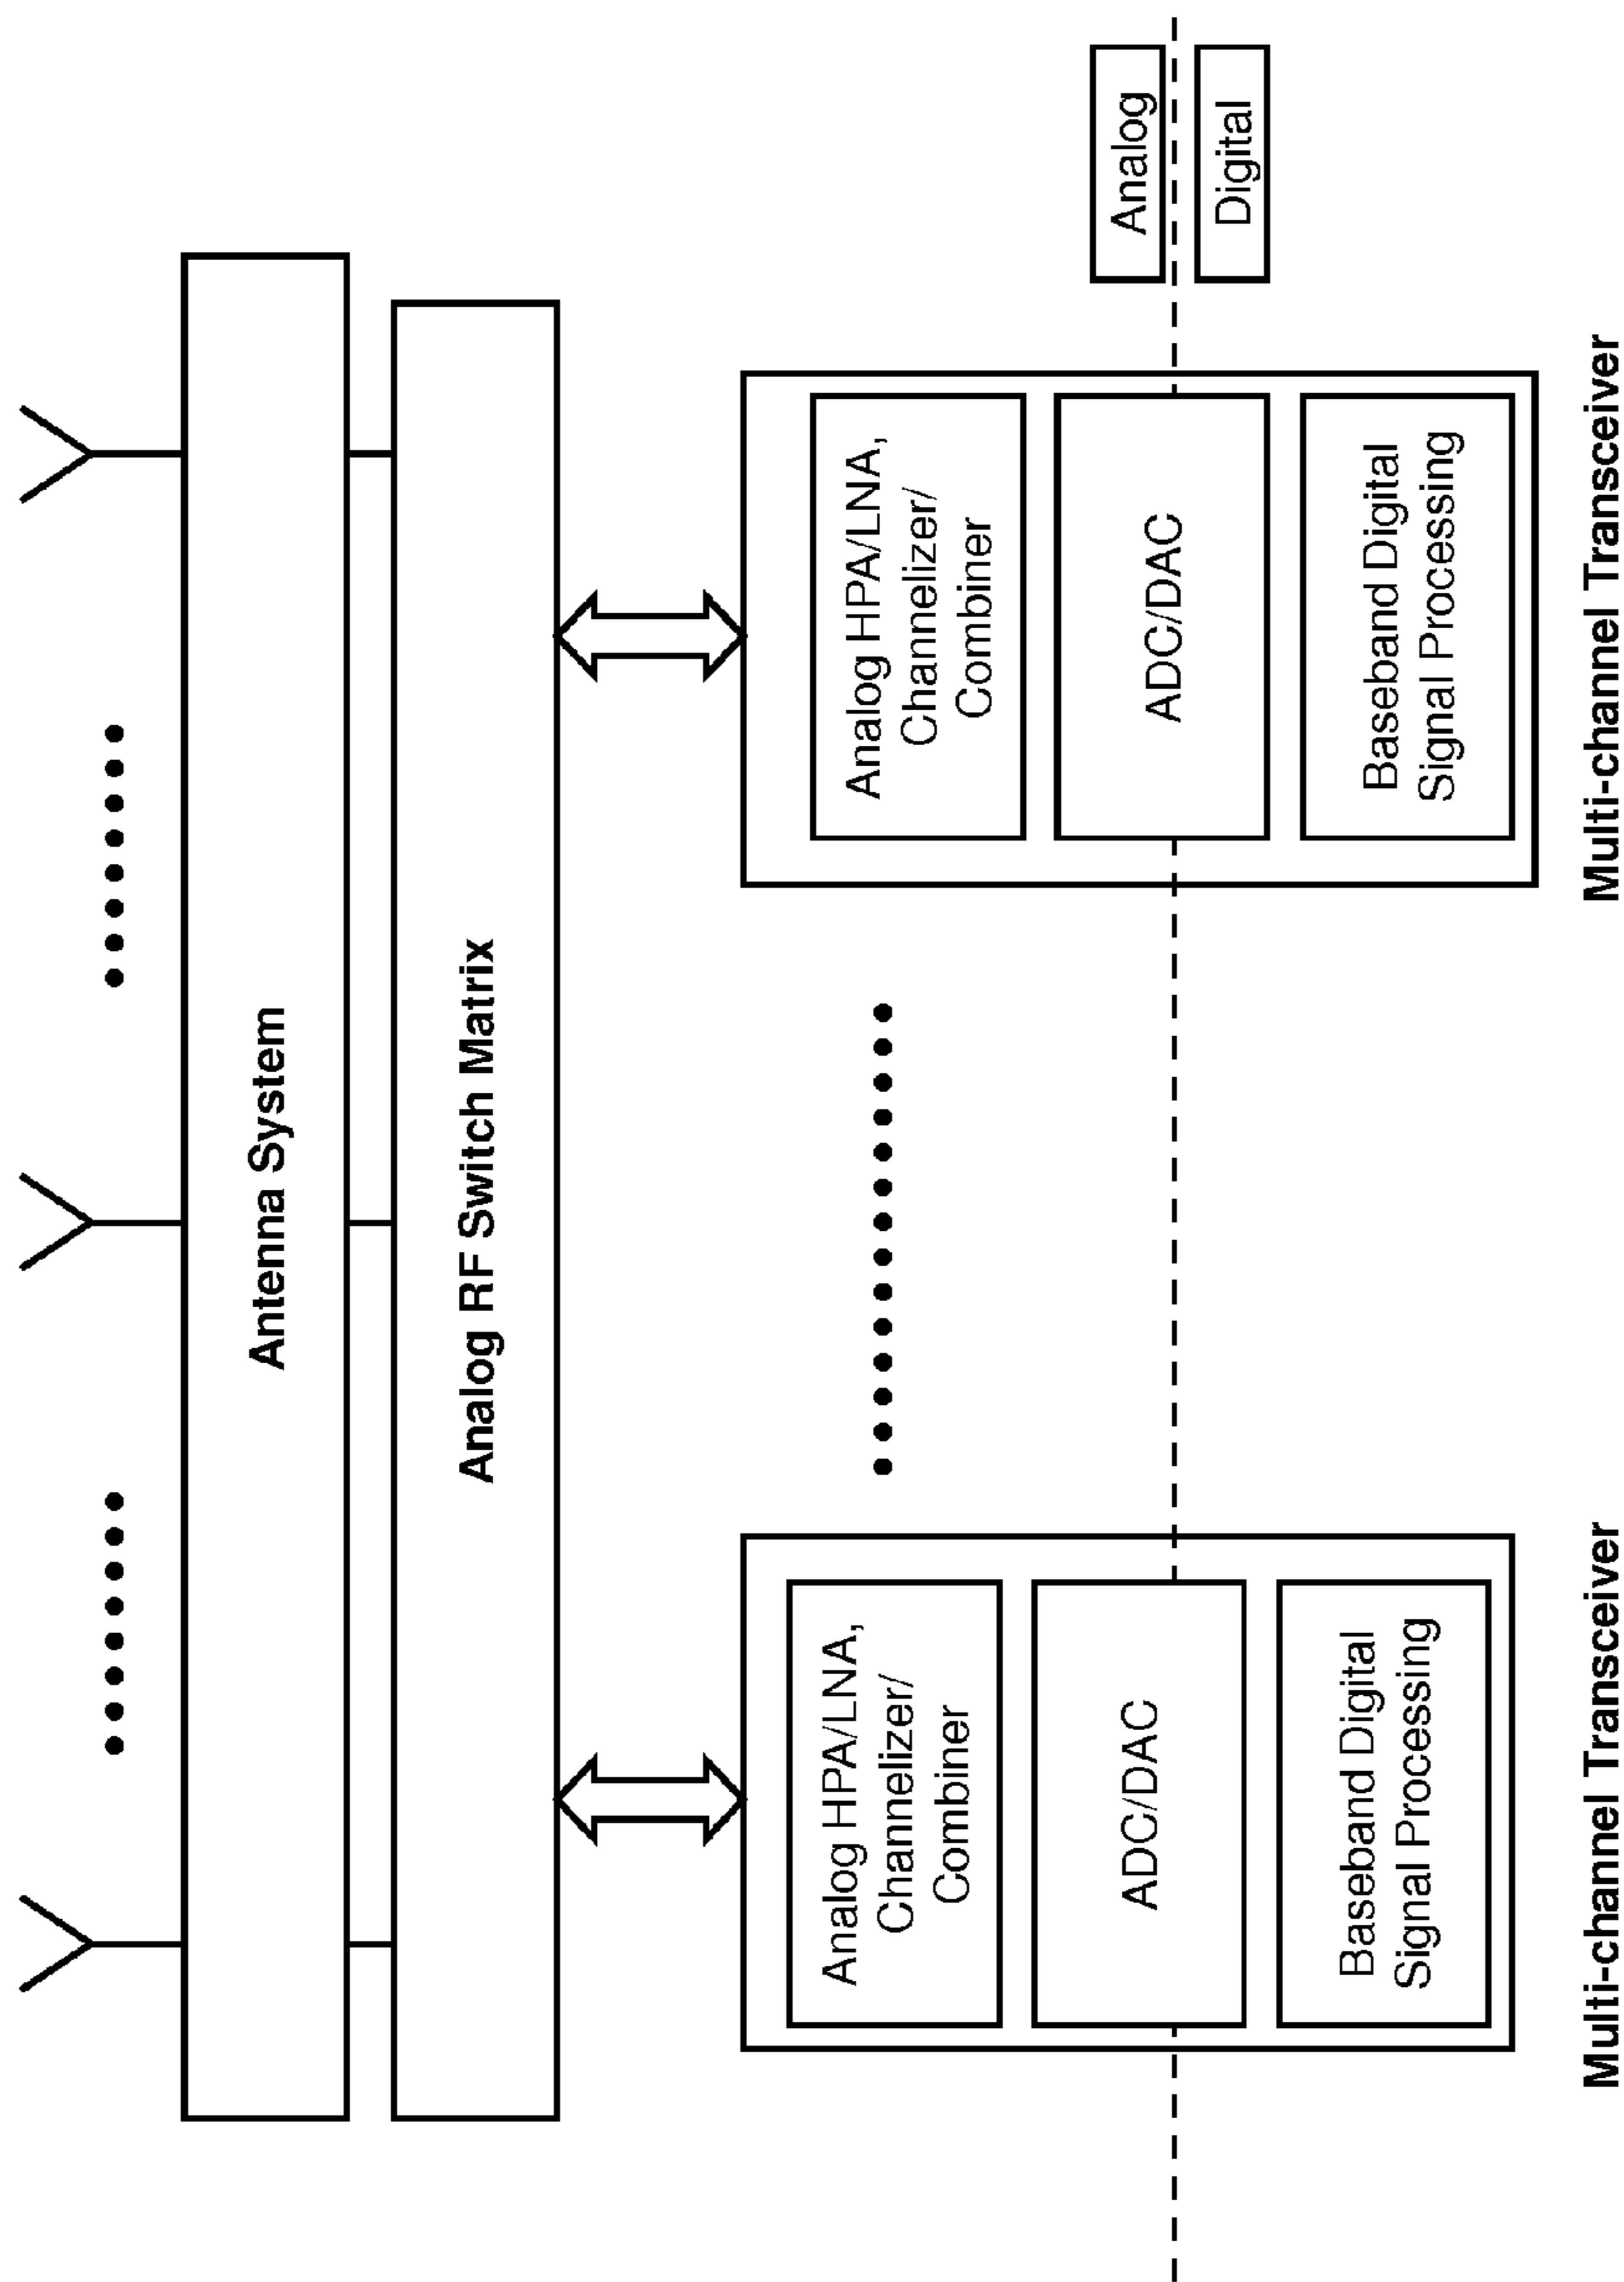 Antenna System
Analog RF Switch Matrix
Analog HPA/LNA,
Channelizer/
Combiner
ADC/DAC
Baseband Digital
Signal Processing
Multi-channel Transceiver
Analog HPA/LNA,
Channelizer/
Combiner
ADC/DAC
Baseband Digital
Signal Processing
Multi-channel Transceiver
Analog
Digital